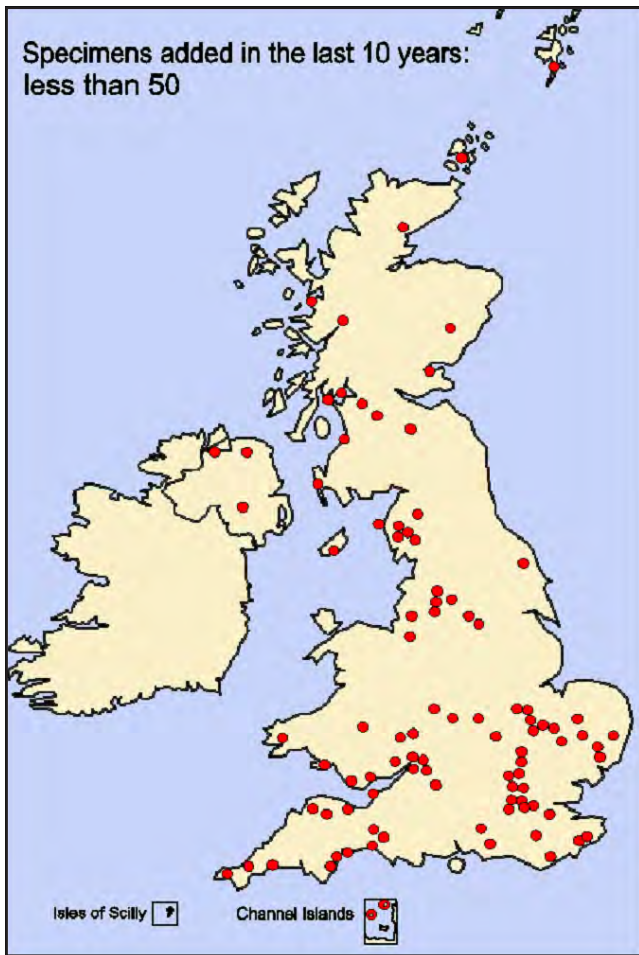 Specimens added in the last 10 years:
less than 50
Isles of Scilly
Channel Islands